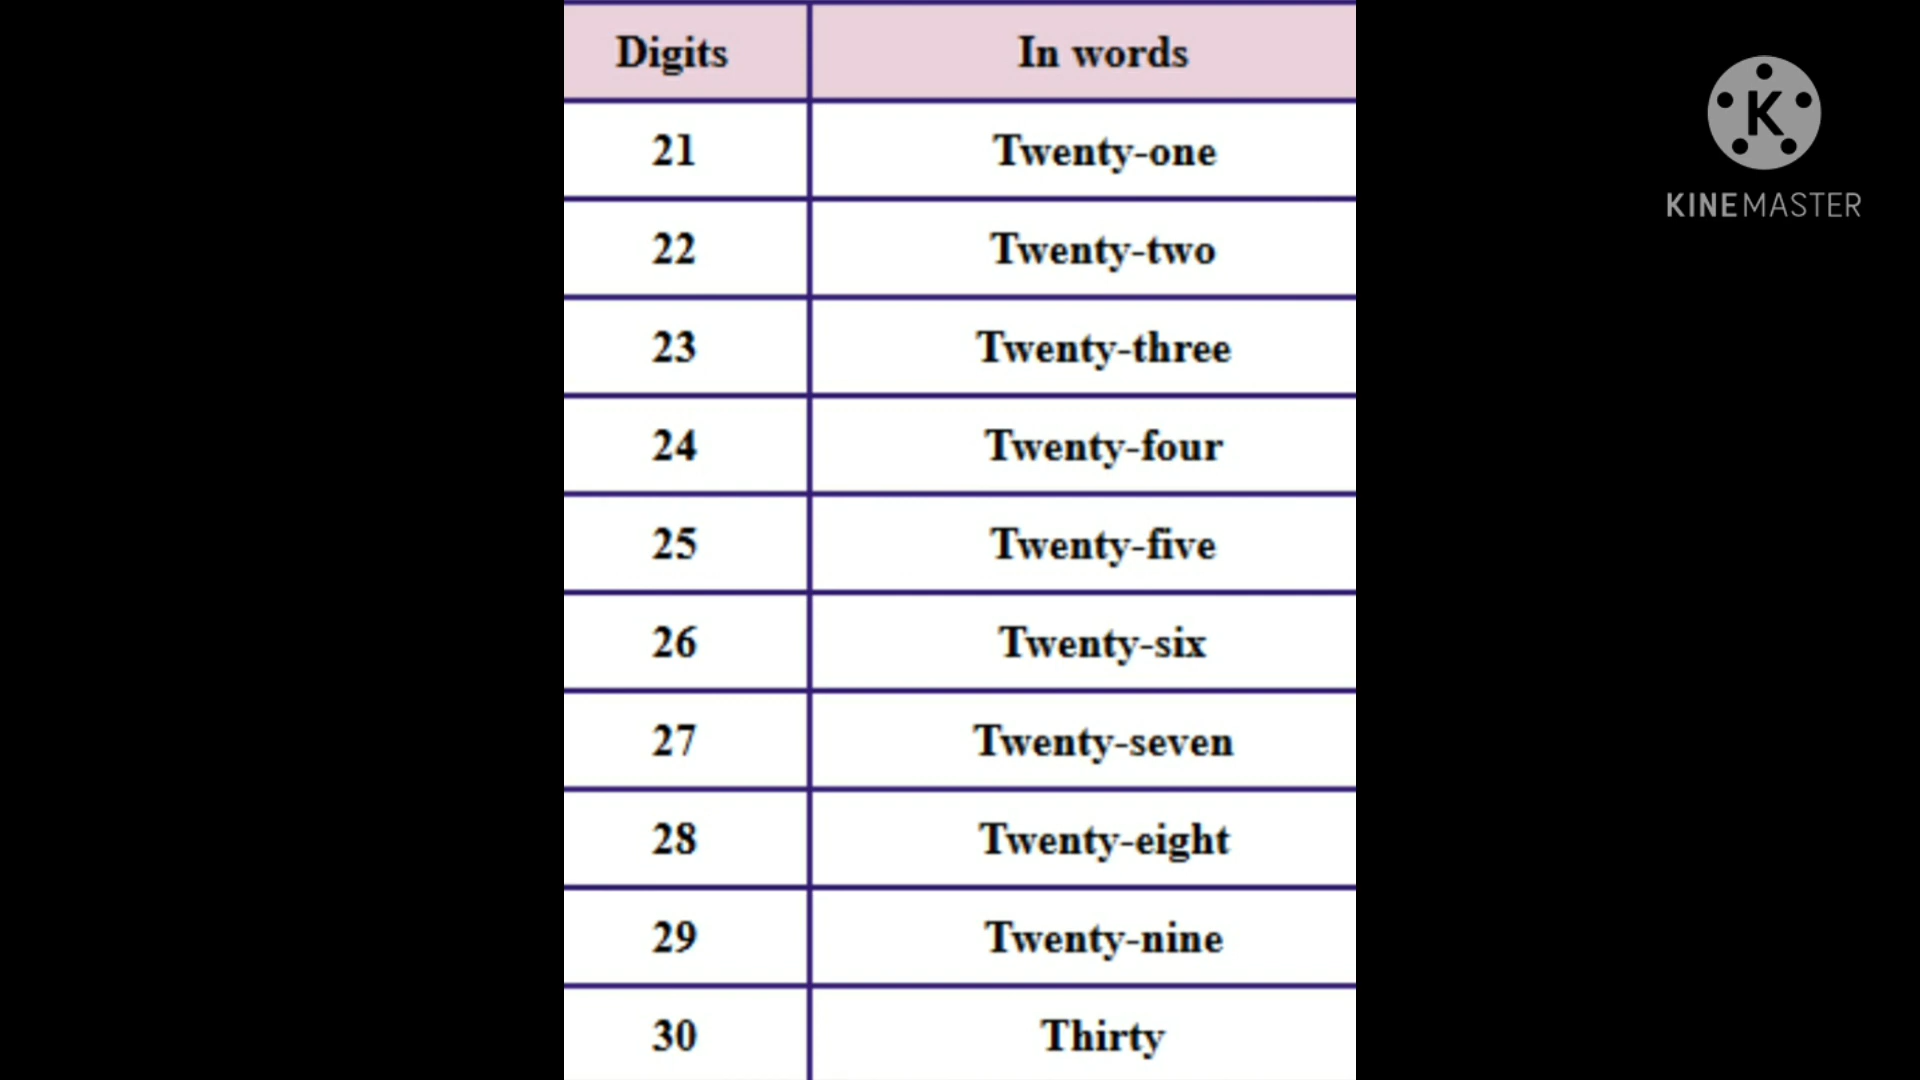 Digits In words
21 Twenty-one
22 Twenty-two
23 Twenty-three
24 Twenty-four
25 Twenty-five
26 Twenty-six
27 Twenty-seven
28 Twenty-eight
29 Twenty-nine
30 Thirty
K
KINEMASTER